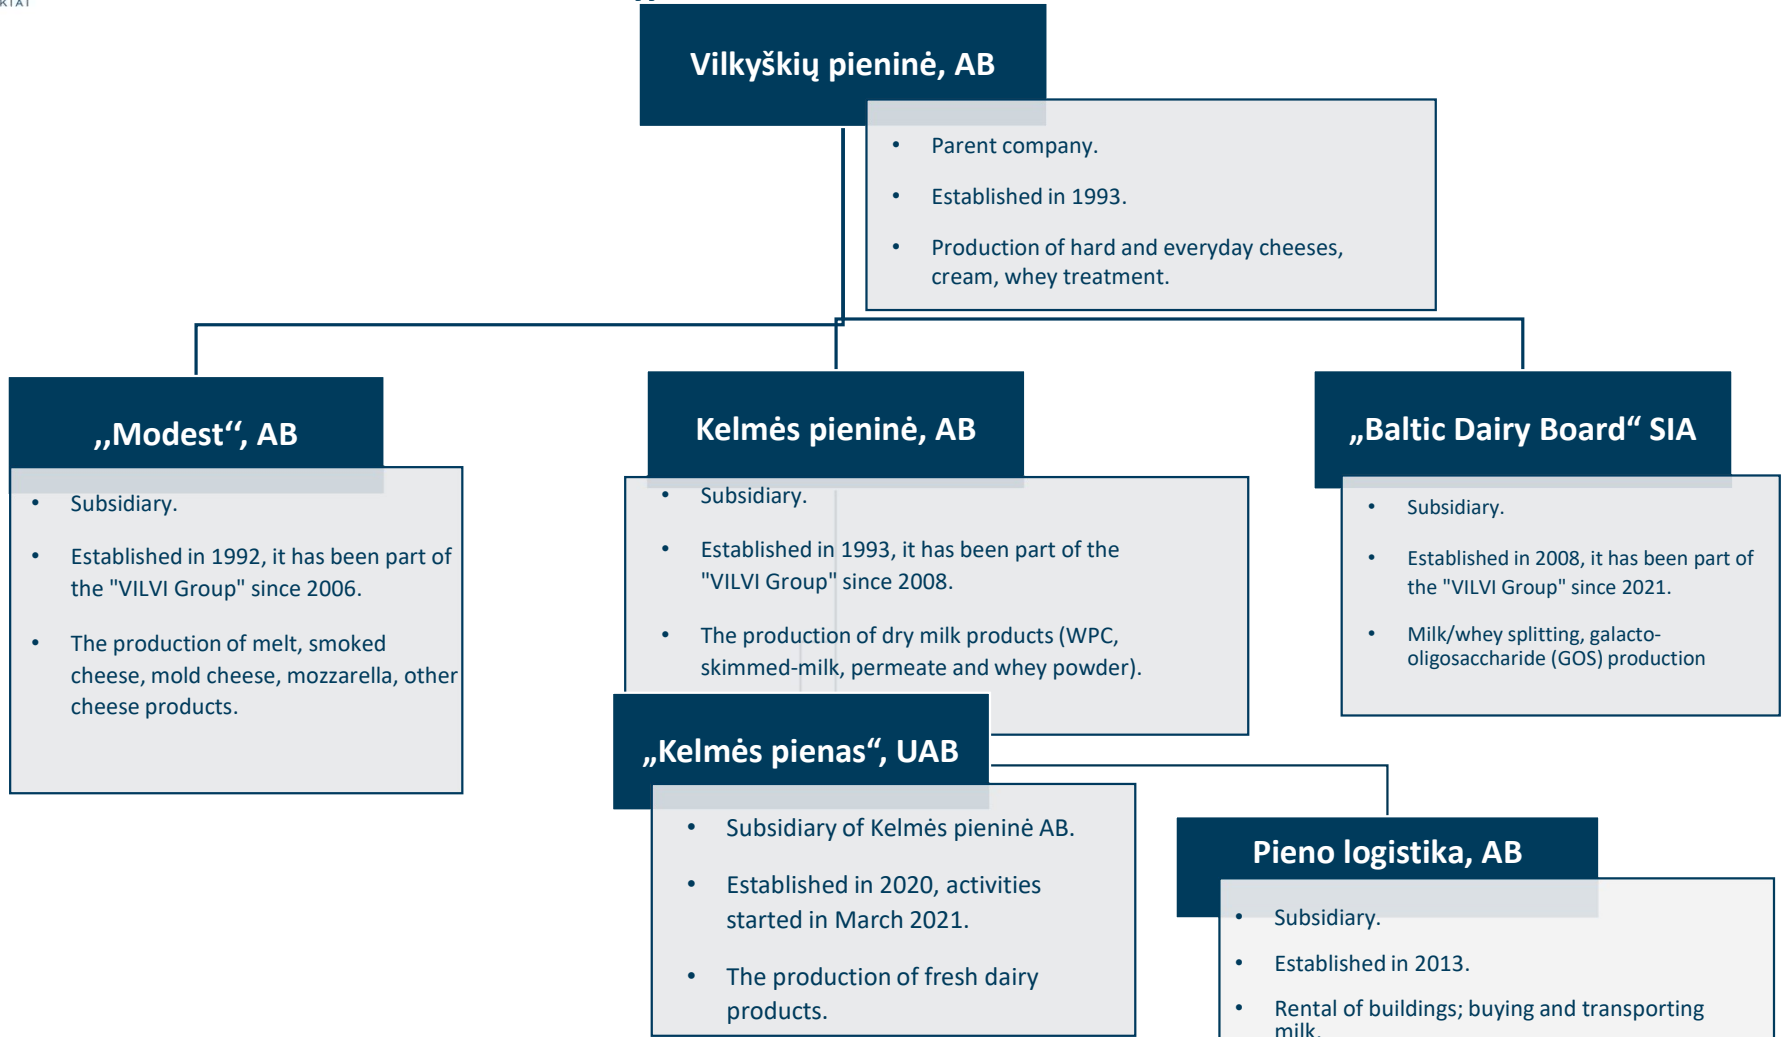 Vilkyškių pieninė, AB
• Parent company.
• Established in 1993.
• Production of hard and everyday cheeses,
cream, whey treatment.
,,Modest‘‘, AB
• Subsidiary.
• Established in 1992, it has been part of
the "VILVI Group" since 2006.
• The production of melt, smoked
cheese, mold cheese, mozzarella, other
cheese products.
Kelmės pieninė, AB
• Subsidiary.
• Established in 1993, it has been part of the
"VILVI Group" since 2008.
• The production of dry milk products (WPC,
skimmed-milk, permeate and whey powder).
„Baltic Dairy Board“ SIA
• Subsidiary.
• Established in 2008, it has been part of
the "VILVI Group" since 2021.
• Milk/whey splitting, galacto-
oligosaccharide (GOS) production
„Kelmės pienas“, UAB
• Subsidiary of Kelmės pieninė AB.
• Established in 2020, activities
started in March 2021.
• The production of fresh dairy
products.
Pieno logistika, AB
• Subsidiary.
• Established in 2013.
• Rental of buildings; buying and transporting
milk.